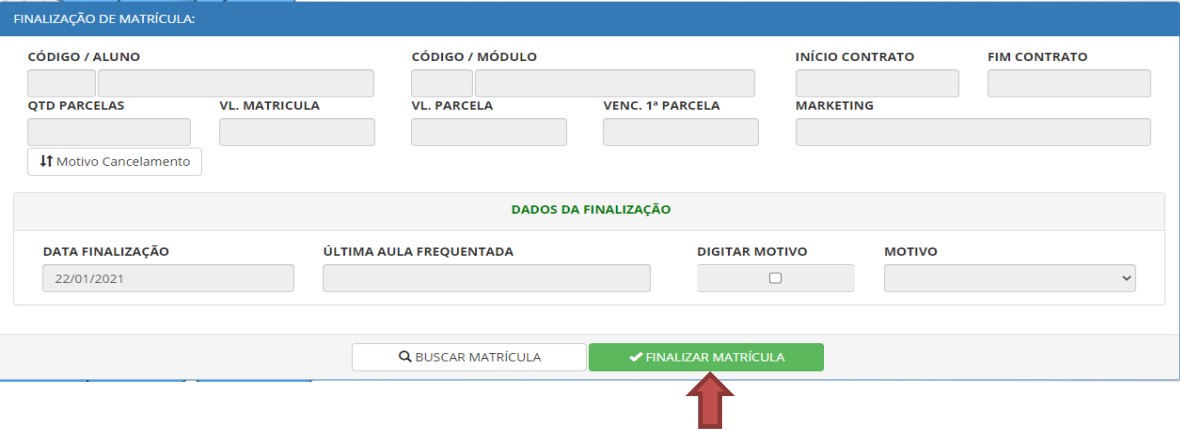 FINALIZAÇÃO DE MATRÍCULA:
CÓDIGO / ALUNO CÓDIGO / MÓDULO INÍCIO CONTRATO FIM CONTRATO
QTD PARCELAS VL. MATRICULA VL. PARCELA VENC. 1ª PARCELA MARKETING
Motivo Cancelamento
DADOS DA FINALIZAÇÃO
DATA FINALIZAÇÃO ÚLTIMA AULA FREQUENTADA DIGITAR MOTIVO MOTIVO
22/01/2021
BUSCAR MATRÍCULA FINALIZAR MATRÍCULA